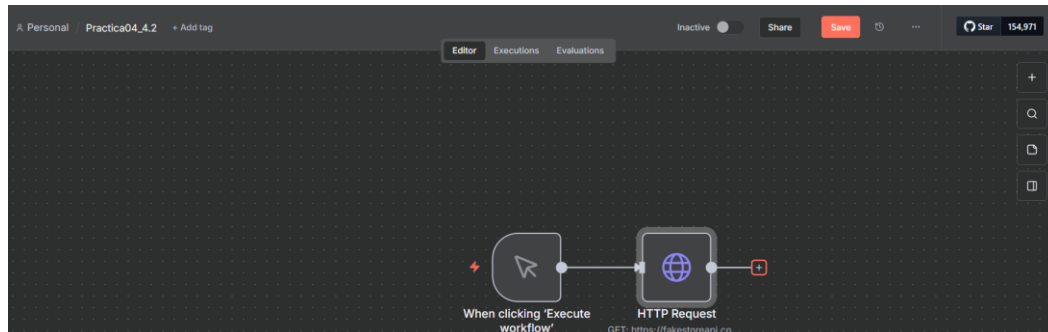 Personal / Practica04_4.2 + Add tag
Inactive Share Save ... Star 154,971
Editor Executions Evaluations
When clicking ‘Execute workflow’
HTTP Request
GET: https://fakestoreapi.co...